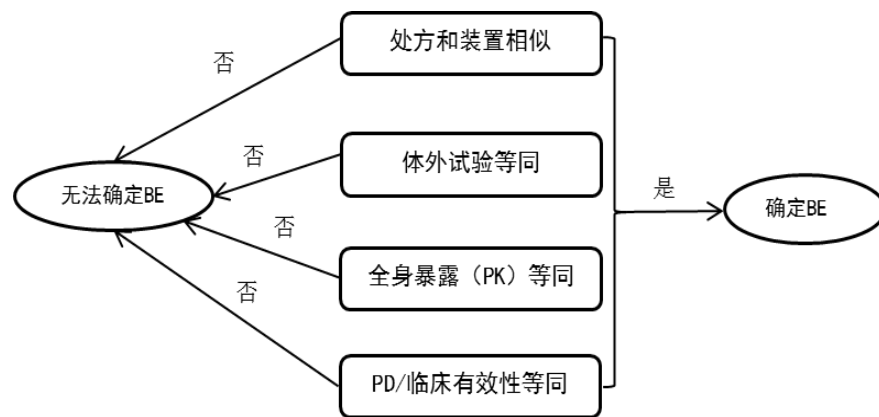 处方和装置相似
否
否
体外试验等同
无法确定BE
是
确定BE
否
全身暴露（PK）等同
否
PD/临床有效性等同